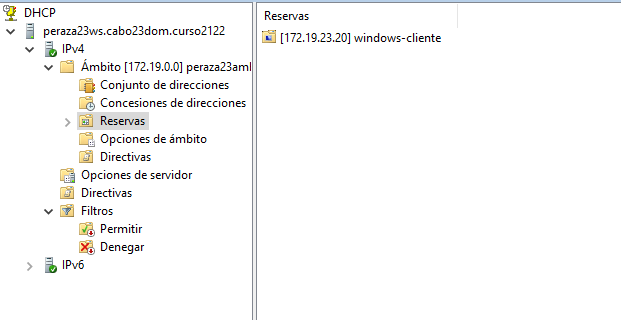 DHCP
peraza23ws.cabo23dom.curso2122
IPv4
Ámbito [172.19.0.0] peraza23aml
Conjunto de direcciones
Concesiones de direcciones
Reservas
Opciones de ámbito
Directivas
Opciones de servidor
Directivas
Filtros
Permitir
Denegar
IPv6
Reservas
[172.19.23.20] windows-cliente